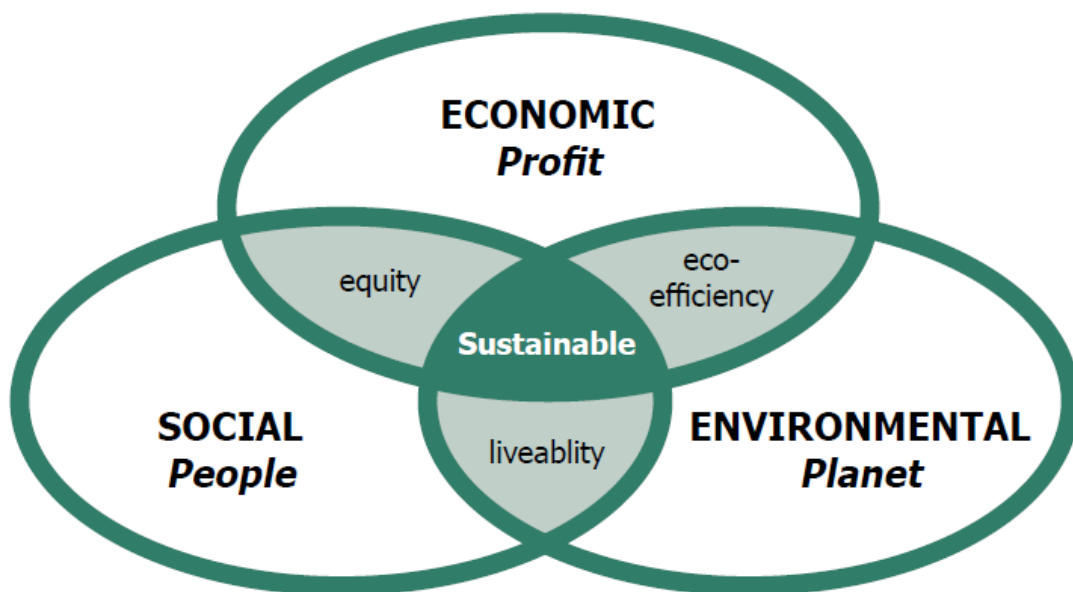 ECONOMIC
Profit
equity
eco-
efficiency
Sustainable
SOCIAL
People
liveablity
ENVIRONMENTAL
Planet